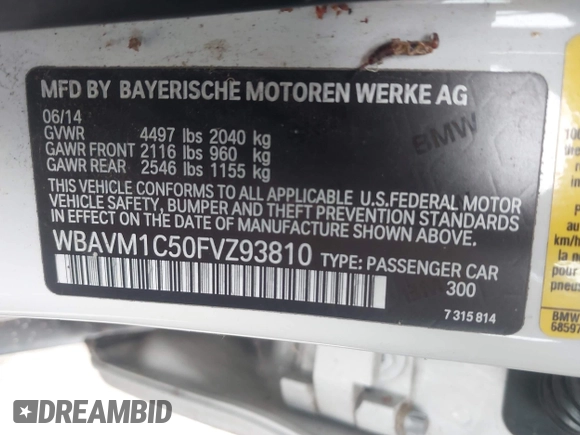 MFD BY BAYERISCHE MOTOREN WERKE AG
06/14
GVWR 4497 lbs 2040 kg
GAWR FRONT 2116 lbs 960 kg
GAWR REAR 2546 lbs 1155 kg
THIS VEHICLE CONFORMS TO ALL APPLICABLE U.S.FEDERAL MOTOR
VEHICLE SAFETY, BUMPER AND THEFT PREVENTION STANDARDS
IN EFFECT ON THE DATE OF MANUFACTURE SHOWN ABOVE.
WBAVM1C50FVZ93810 TYPE: PASSENGER CAR
300
7 315 814
BMW
BMW
DREAMBID